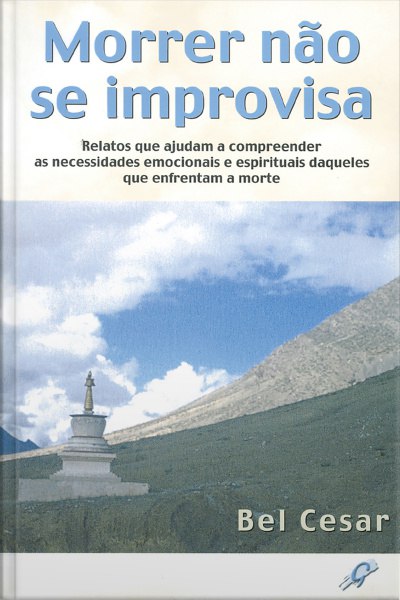 Morrer não
se improvisa
Relatos que ajudam a compreender
as necessidades emocionais e espirituais daqueles
que enfrentam a morte
Bel Cesar